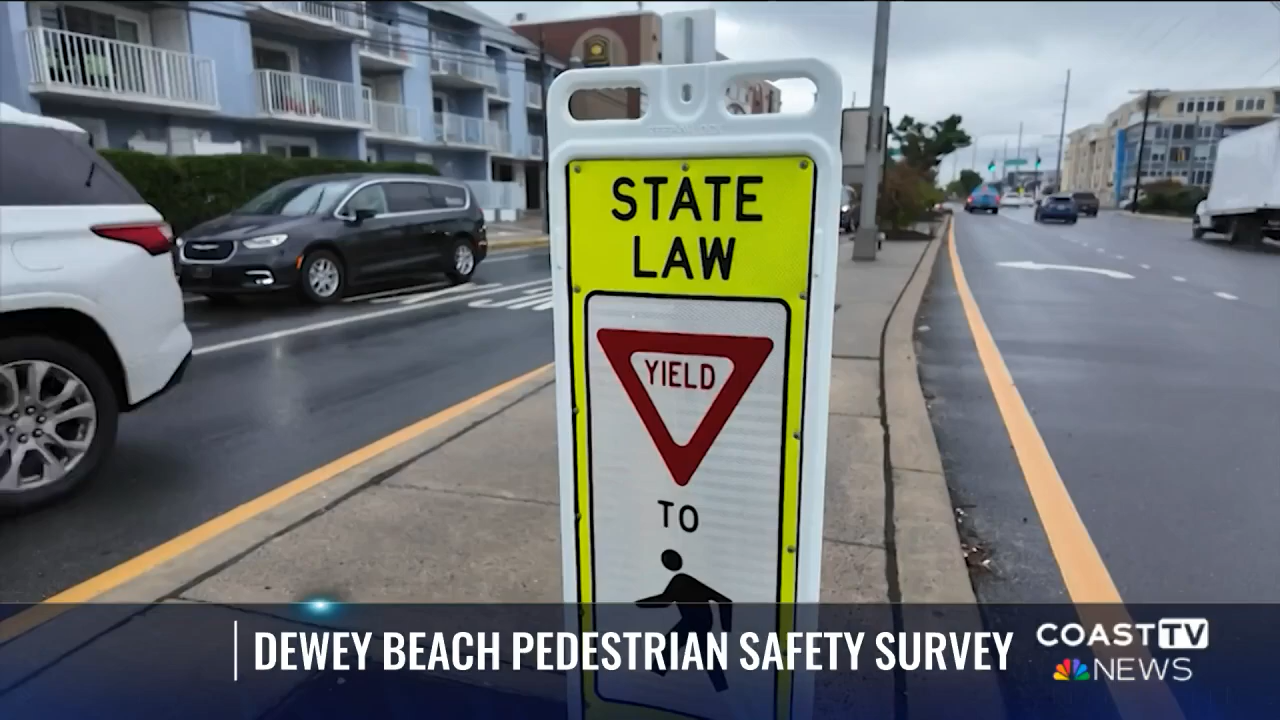 STATE
LAW
YIELD
TO
DEWEY BEACH PEDESTRIAN SAFETY SURVEY
COAST TV
NEWS